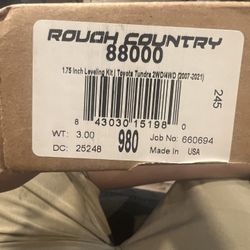 ROUGH COUNTRY
88000
1.75 Inch Leveling Kit | Toyota Tundra 2WD/4WD (2007-2021)
8 43030 15198 0
245
WT: 3.00
980
Job No: 660694
DC: 25248
Made In USA